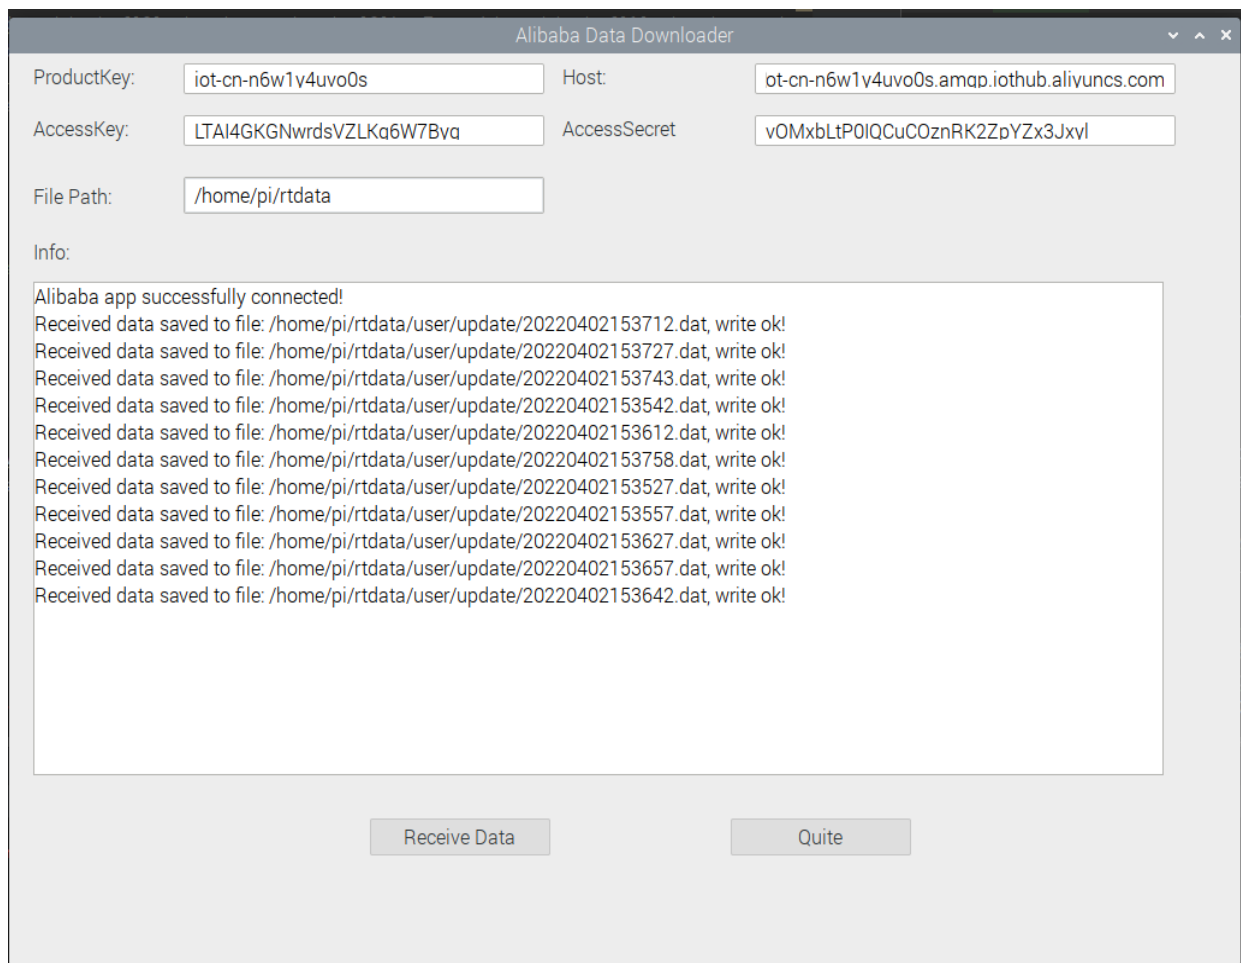 Alibaba Data Downloader
ProductKey: iot-cn-n6w1y4uvo0s Host: ot-cn-n6w1y4uvo0s.amqp.iothub.aliyuncs.com
AccessKey: AccessSecret
File Path: /home/pi/rtdata
Info:
Alibaba app successfully connected!
Received data saved to file: /home/pi/rtdata/user/update/20220402153712.dat, write ok!
Received data saved to file: /home/pi/rtdata/user/update/20220402153727.dat, write ok!
Received data saved to file: /home/pi/rtdata/user/update/20220402153743.dat, write ok!
Received data saved to file: /home/pi/rtdata/user/update/20220402153542.dat, write ok!
Received data saved to file: /home/pi/rtdata/user/update/20220402153612.dat, write ok!
Received data saved to file: /home/pi/rtdata/user/update/20220402153758.dat, write ok!
Received data saved to file: /home/pi/rtdata/user/update/20220402153527.dat, write ok!
Received data saved to file: /home/pi/rtdata/user/update/20220402153557.dat, write ok!
Received data saved to file: /home/pi/rtdata/user/update/20220402153627.dat, write ok!
Received data saved to file: /home/pi/rtdata/user/update/20220402153657.dat, write ok!
Received data saved to file: /home/pi/rtdata/user/update/20220402153642.dat, write ok!
Receive Data Quite